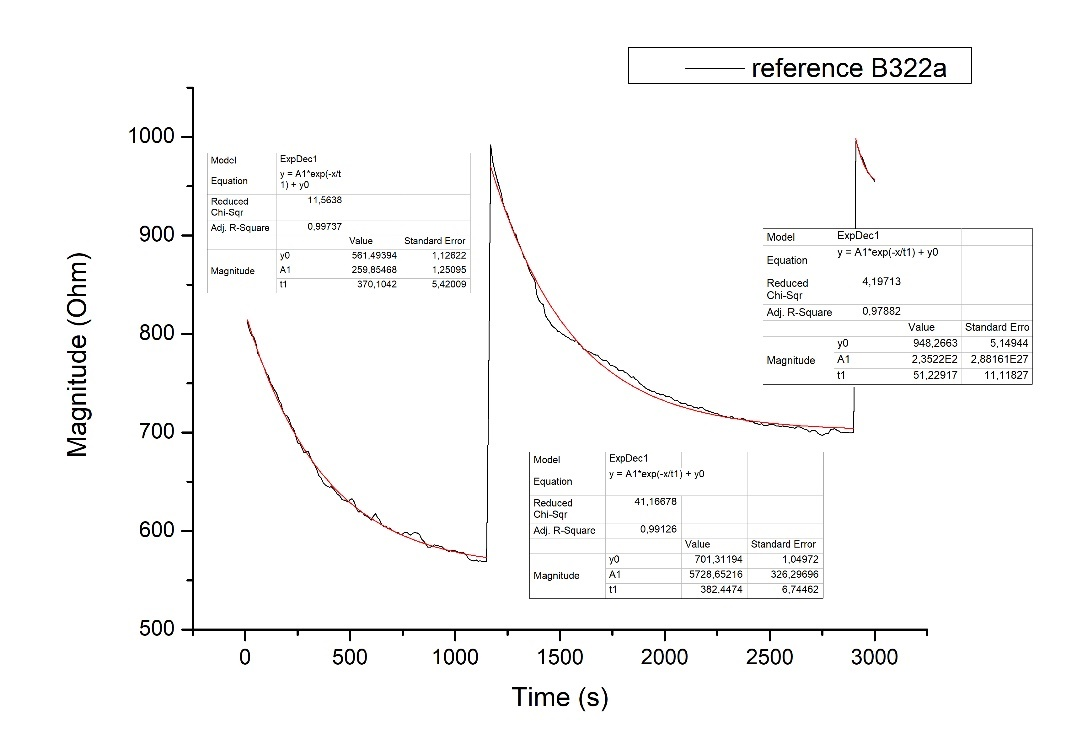 reference B322a
Magnitude (Ohm)
1000
900
800
700
600
500
0 500 1000 1500 2000 2500 3000
Time (s)
Model ExpDec1
Equation y = A1*exp(-x/t
1) + y0
Reduced
Chi-Sqr 11,5638
Adj. R-Square 0,99737
Value Standard Error
Magnitude
y0 561,49394 1,12622
A1 259,85468 1,25095
t1 370,1042 5,42009
Model ExpDec1
Equation y = A1*exp(-x/t1) + y0
Reduced
Chi-Sqr 41,16678
Adj. R-Square 0,99126
Value Standard Error
Magnitude
y0 701,31194 1,04972
A1 5728,65216 326,29696
t1 382,4474 6,74462
Model ExpDec1
Equation y = A1*exp(-x/t1) + y0
Reduced
Chi-Sqr 4,19713
Adj. R-Square 0,97882
Value Standard Erro
Magnitude
y0 948,2663 5,14944
A1 2,3522E2 2,88161E27
t1 51,22917 11,11827